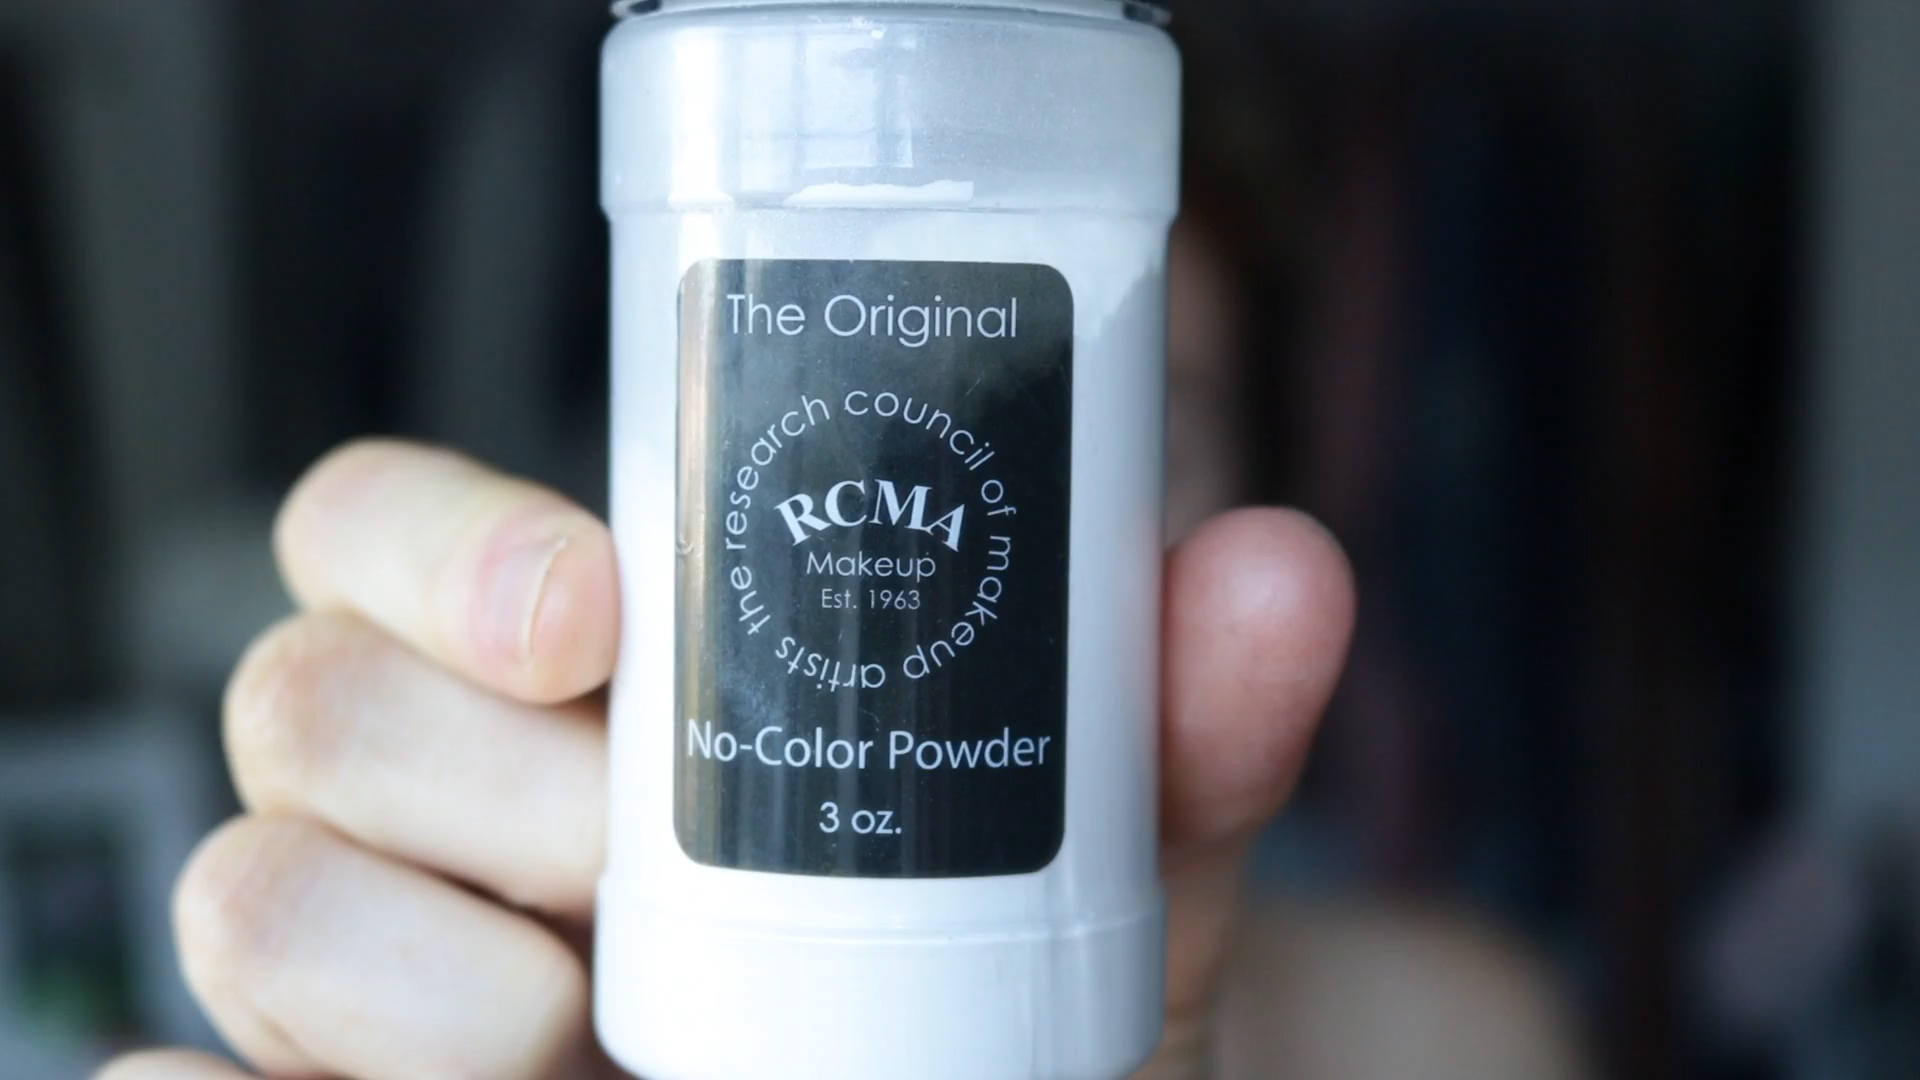 The Original
the research council of makeup artists
RCMA
Makeup
Est. 1963
No-Color Powder
3 oz.